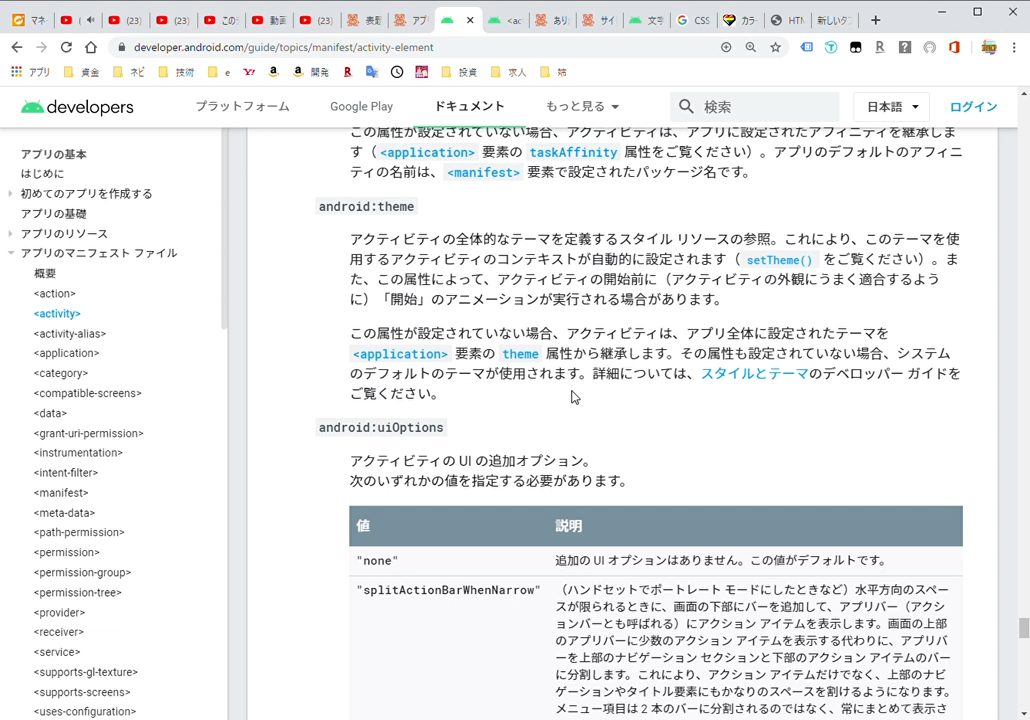 マネ
(23)
(23)
この
動画
(23)
表題
アプ
<ac
あり
サイ
文字
CSS
カラ
HTM
新しいタブ
developer.android.com/guide/topics/manifest/activity-element
アプリ
資金
ネビ
技術
e
開発
投資
求人
姉
developers
プラットフォーム
Google Play
ドキュメント
もっと見る
検索
日本語
ログイン
アプリの基本
はじめに
初めてのアプリを作成する
アプリの基礎
アプリのリソース
アプリのマニフェスト ファイル
概要
<action>
<activity>
<activity-alias>
<application>
<category>
<compatible-screens>
<data>
<grant-uri-permission>
<instrumentation>
<intent-filter>
<manifest>
<meta-data>
<path-permission>
<permission>
<permission-group>
<permission-tree>
<provider>
<receiver>
<service>
<supports-gl-texture>
<supports-screens>
<uses-configuration>
この属性が設定されていない場合、アクティビティは、アプリに設定されたアフィニティを継承しま
す（ <application> 要素の taskAffinity 属性をご覧ください）。アプリのデフォルトのアフィニ
ティの名前は、 <manifest> 要素で設定されたパッケージ名です。
android:theme
アクティビティの全体的なテーマを定義するスタイル リソースの参照。これにより、このテーマを使
用するアクティビティのコンテキストが自動的に設定されます（ setTheme() をご覧ください）。ま
た、この属性によって、アクティビティの開始前に（アクティビティの外観にうまく適合するよう
に）「開始」のアニメーションが実行される場合があります。
この属性が設定されていない場合、アクティビティは、アプリ全体に設定されたテーマを
<application> 要素の theme 属性から継承します。その属性も設定されていない場合、システム
のデフォルトのテーマが使用されます。詳細については、スタイルとテーマのデベロッパー ガイドを
ご覧ください。
android:uiOptions
アクティビティの UI の追加オプション。
次のいずれかの値を指定する必要があります。
値 説明
"none" 追加の UI オプションはありません。この値がデフォルトです。
"splitActionBarWhenNarrow" （ハンドセットでポートレート モードにしたときなど）水平方向のスペー
スが限られるときに、画面の下部にバーを追加して、アプリバー（アクシ
ョンバーとも呼ばれる）にアクション アイテムを表示します。画面の上部
のアプリバーに少数のアクション アイテムを表示する代わりに、アプリバ
ーを上部のナビゲーション セクションと下部のアクション アイテムのバー
に分割します。これにより、アクション アイテムだけでなく、上部のナビ
ゲーションやタイトル要素にもかなりのスペースを割けるようになります。
メニュー項目は 2 本のバーに分割されるのではなく、常にまとめて表示さ